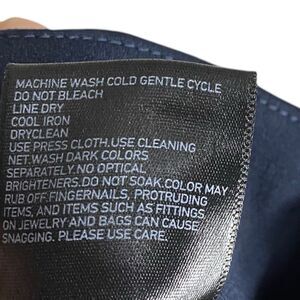 MACHINE WASH COLD GENTLE CYCLE
DO NOT BLEACH
LINE DRY
COOL IRON
DRYCLEAN
USE PRESS CLOTH.USE CLEANING
NET.WASH DARK COLORS
SEPARATELY.NO OPTICAL
BRIGHTENERS.DO NOT SOAK.COLOR MAY
RUB OFF.FINGERNAILS, PROTRUDING
ITEMS, AND ITEMS SUCH AS FITTINGS
ON JEWELRY AND BAGS CAN CAUSE
SNAGGING. PLEASE USE CARE.